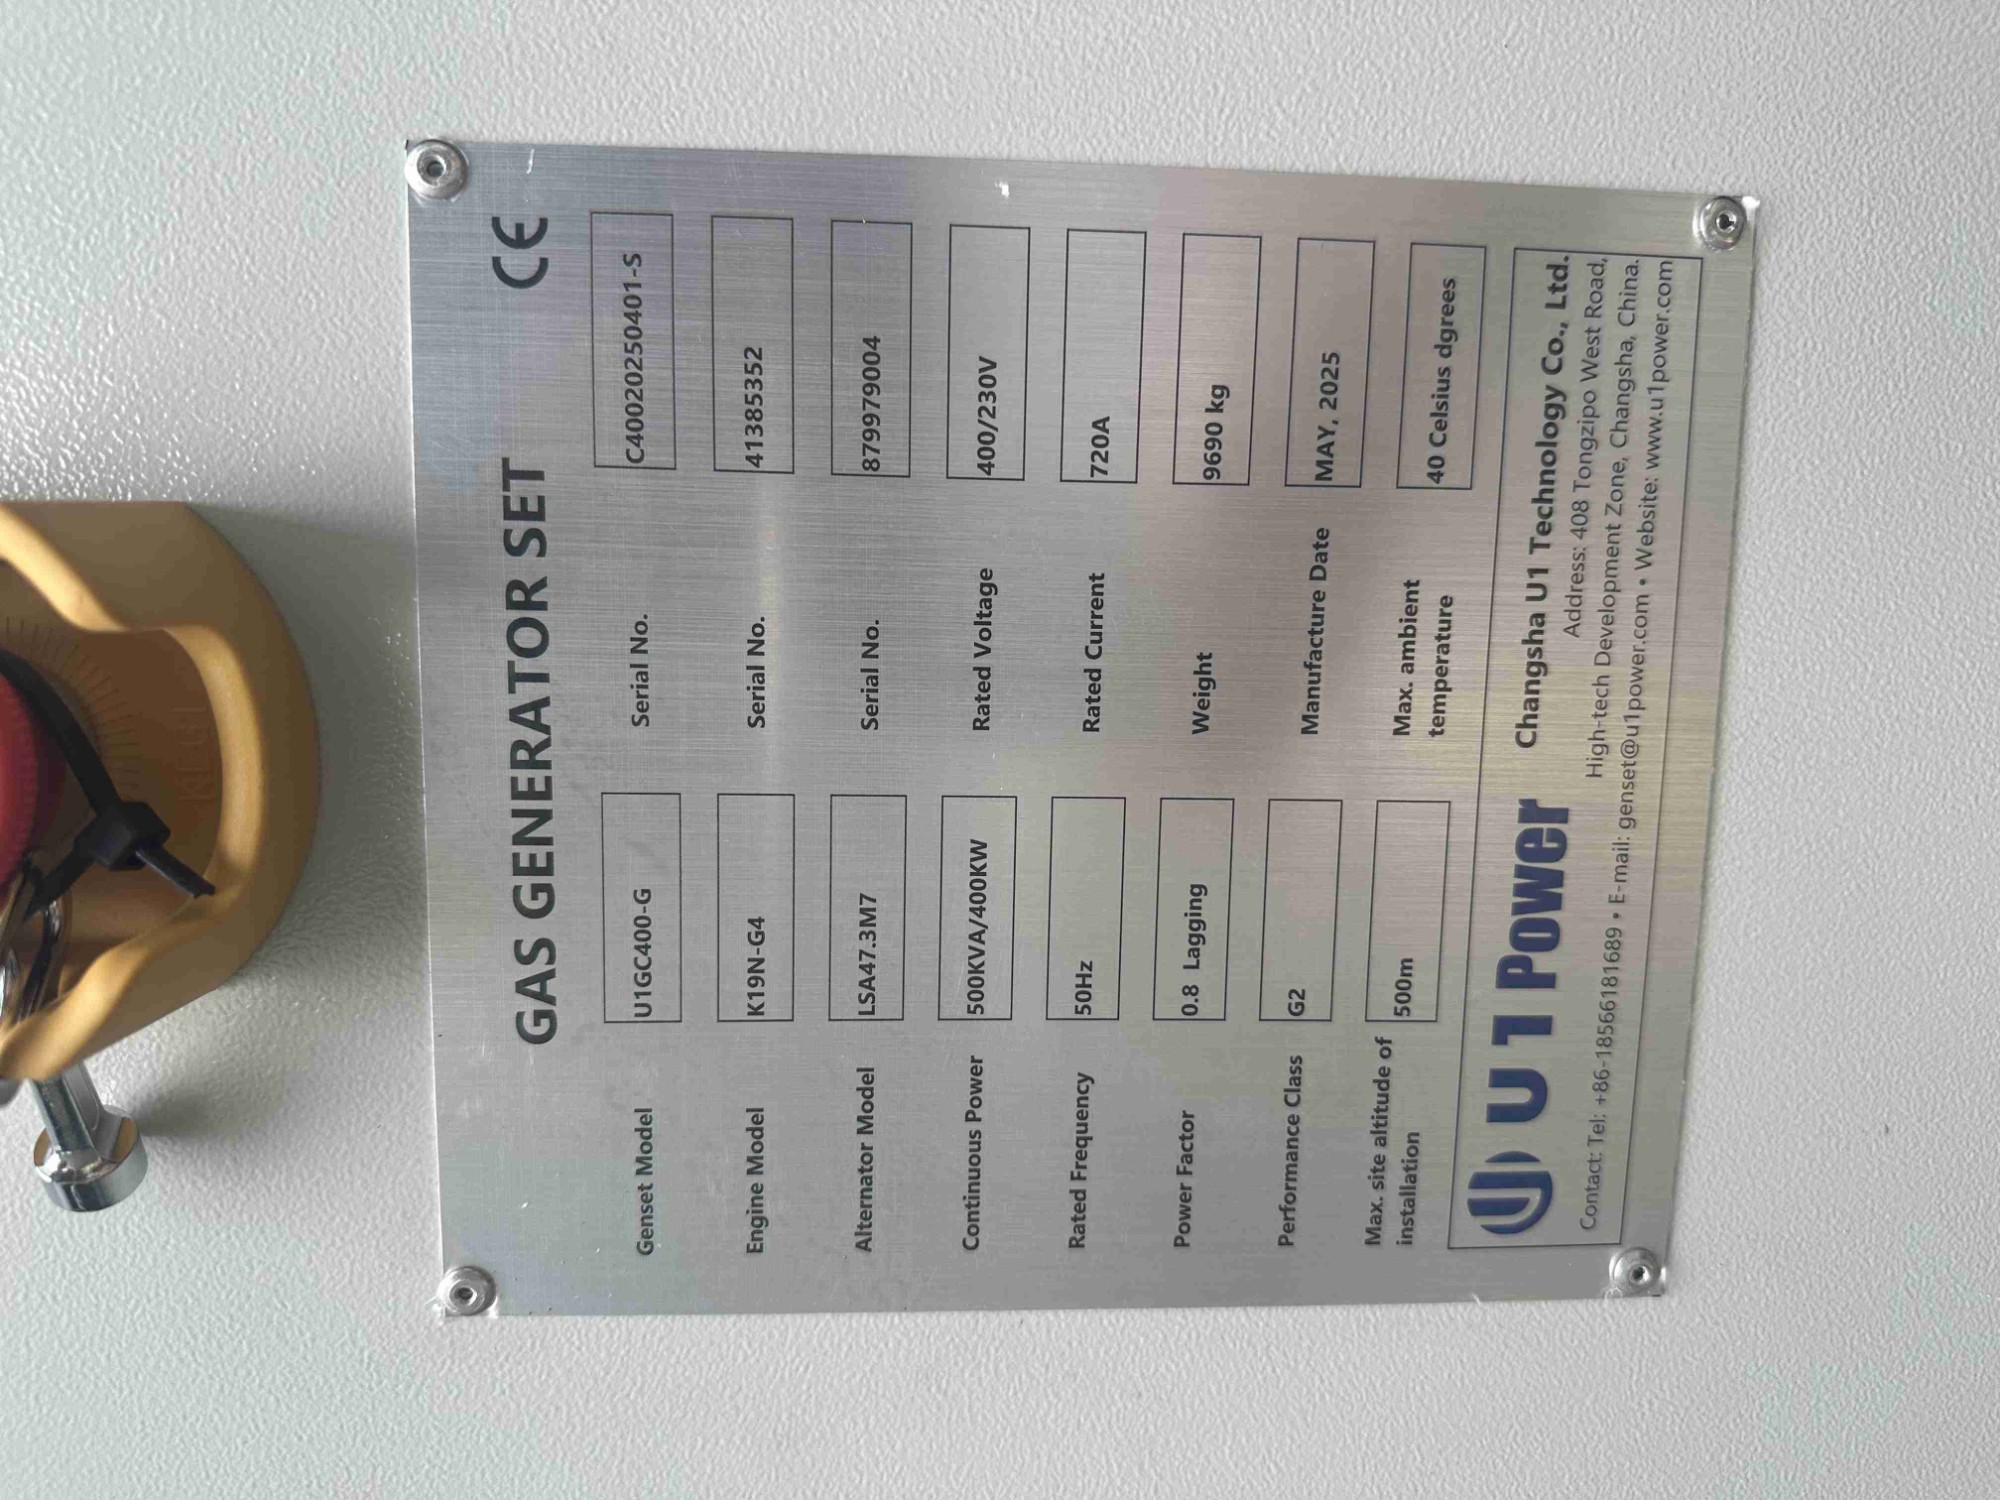 GAS GENERATOR SET CE
Genset Model U1GC400-G Serial No. C40020250401-S
Engine Model K19N-G4 Serial No. 41385352
Alternator Model LSA47.3M7 Serial No. 879979004
Continuous Power 500KVA/400KW Rated Voltage 400/230V
Rated Frequency 50Hz Rated Current 720A
Power Factor 0.8 Lagging Weight 9690 kg
Performance Class G2 Manufacture Date MAY, 2025
Max. site altitude of installation 500m Max. ambient temperature 40 Celsius dgrees
U1 Power Changsha U1 Technology Co., Ltd.
Address: 408 Tongzipo West Road,
High-tech Development Zone, Changsha, China.
Contact: Tel: +86-18566181689 • E-mail: genset@u1power.com • Website: www.u1power.com